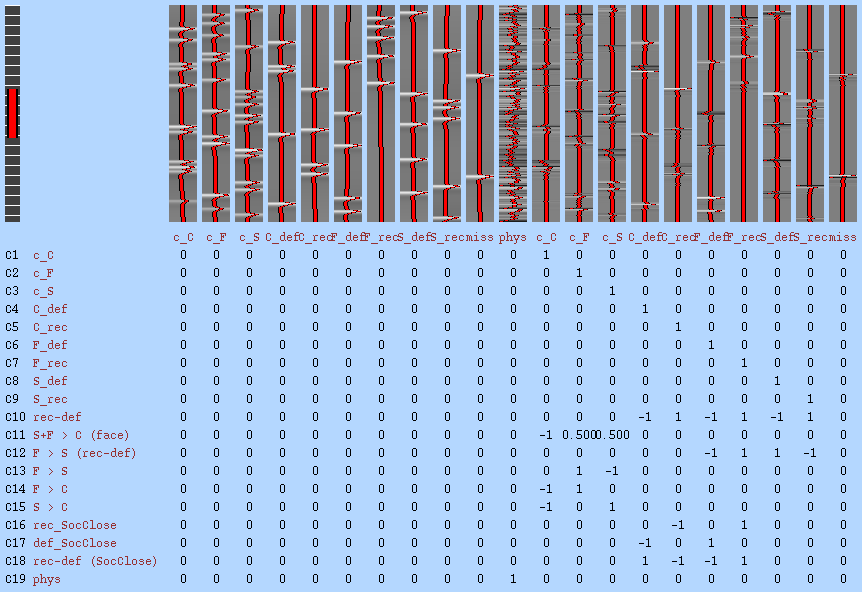 c_C c_F c_S C_def C_rec F_def F_rec S_def S_rec miss phys c_C c_F c_S C_def C_rec F_def F_rec S_def S_rec miss
C1 c_C 0 0 0 0 0 0 0 0 0 0 0 1 0 0 0 0 0 0 0 0 0
C2 c_F 0 0 0 0 0 0 0 0 0 0 0 0 1 0 0 0 0 0 0 0 0
C3 c_S 0 0 0 0 0 0 0 0 0 0 0 0 0 1 0 0 0 0 0 0 0
C4 C_def 0 0 0 0 0 0 0 0 0 0 0 0 0 0 1 0 0 0 0 0 0
C5 C_rec 0 0 0 0 0 0 0 0 0 0 0 0 0 0 0 1 0 0 0 0 0
C6 F_def 0 0 0 0 0 0 0 0 0 0 0 0 0 0 0 0 1 0 0 0 0
C7 F_rec 0 0 0 0 0 0 0 0 0 0 0 0 0 0 0 0 0 1 0 0 0
C8 S_def 0 0 0 0 0 0 0 0 0 0 0 0 0 0 0 0 0 0 1 0 0
C9 S_rec 0 0 0 0 0 0 0 0 0 0 0 0 0 0 0 0 0 0 0 1 0
C10 rec-def 0 0 0 0 0 0 0 0 0 0 0 0 0 0 -1 1 -1 1 -1 1 0
C11 S+F > C (face) 0 0 0 0 0 0 0 0 0 0 0 -1 0.500 0.500 0 0 0 0 0 0 0
C12 F > S (rec-def) 0 0 0 0 0 0 0 0 0 0 0 0 0 0 0 0 -1 1 1 -1 0
C13 F > S 0 0 0 0 0 0 0 0 0 0 0 0 1 -1 0 0 0 0 0 0 0
C14 F > C 0 0 0 0 0 0 0 0 0 0 0 -1 1 0 0 0 0 0 0 0 0
C15 S > C 0 0 0 0 0 0 0 0 0 0 0 -1 0 1 0 0 0 0 0 0 0
C16 rec_SocClose 0 0 0 0 0 0 0 0 0 0 0 0 0 0 0 -1 0 1 0 0 0
C17 def_SocClose 0 0 0 0 0 0 0 0 0 0 0 0 0 0 -1 0 1 0 0 0 0
C18 rec-def (SocClose) 0 0 0 0 0 0 0 0 0 0 0 0 0 0 1 -1 -1 1 0 0 0
C19 phys 0 0 0 0 0 0 0 0 0 0 1 0 0 0 0 0 0 0 0 0 0